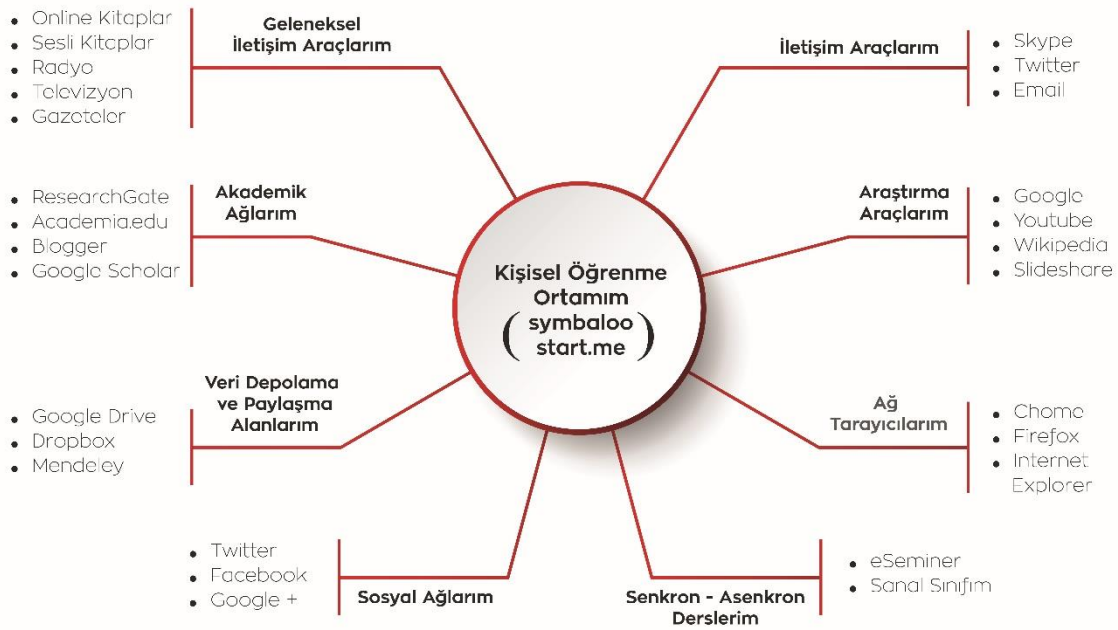 Online Kitaplar
Sesli Kitaplar
Radyo
Televizyon
Gazeteler
Geleneksel
İletişim Araçlarım
İletişim Araçlarım
Skype
Twitter
Email
ResearchGate
Academia.edu
Blogger
Google Scholar
Akademik
Ağlarım
Araştırma
Araçlarım
Google
Youtube
Wikipedia
Slideshare
Kişisel Öğrenme
Ortamım
(symbaloo
start.me)
Google Drive
Dropbox
Mendeley
Veri Depolama
ve Paylaşma
Alanlarım
Ağ
Tarayıcılarım
Chome
Firefox
Internet
Explorer
Twitter
Facebook
Google +
Sosyal Ağlarım
Senkron - Asenkron
Derslerim
eSeminer
Sanal Sınıfım